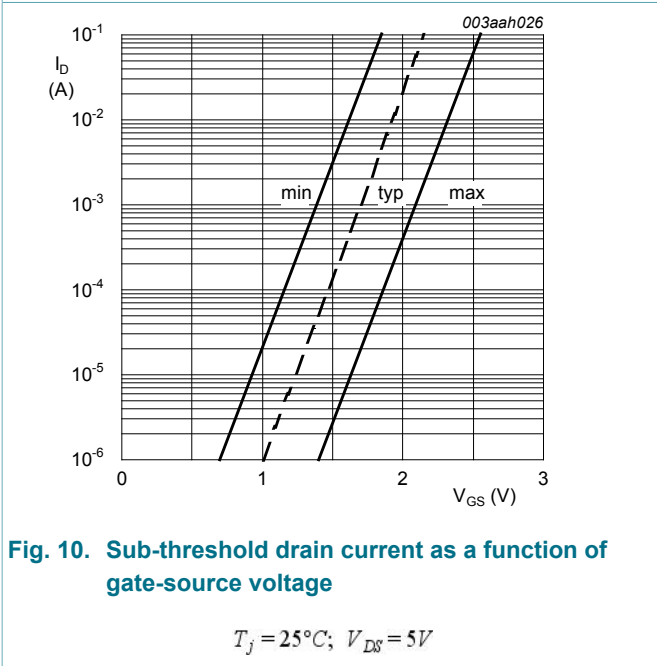 003aah026
10⁻¹
I_D
(A)
10⁻²
min typ max
10⁻³
10⁻⁴
10⁻⁵
10⁻⁶
0 1 2 3
V_GS (V)
Fig. 10. Sub-threshold drain current as a function of
gate-source voltage
T_j = 25°C; V_DS = 5V